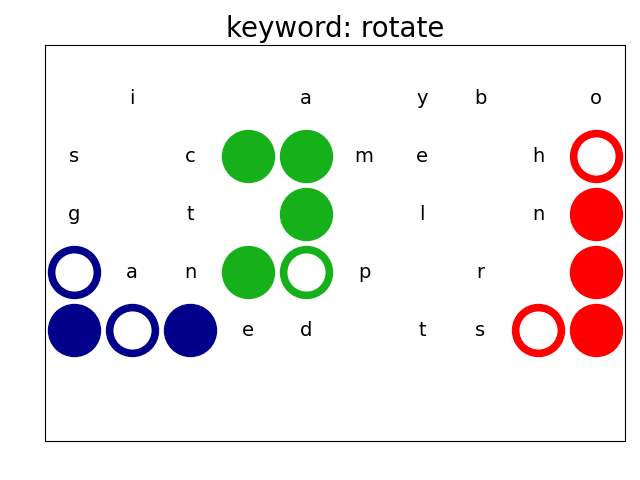 keyword: rotate
i a y b o
s c m e h
g t l n
a n p r
e d t s